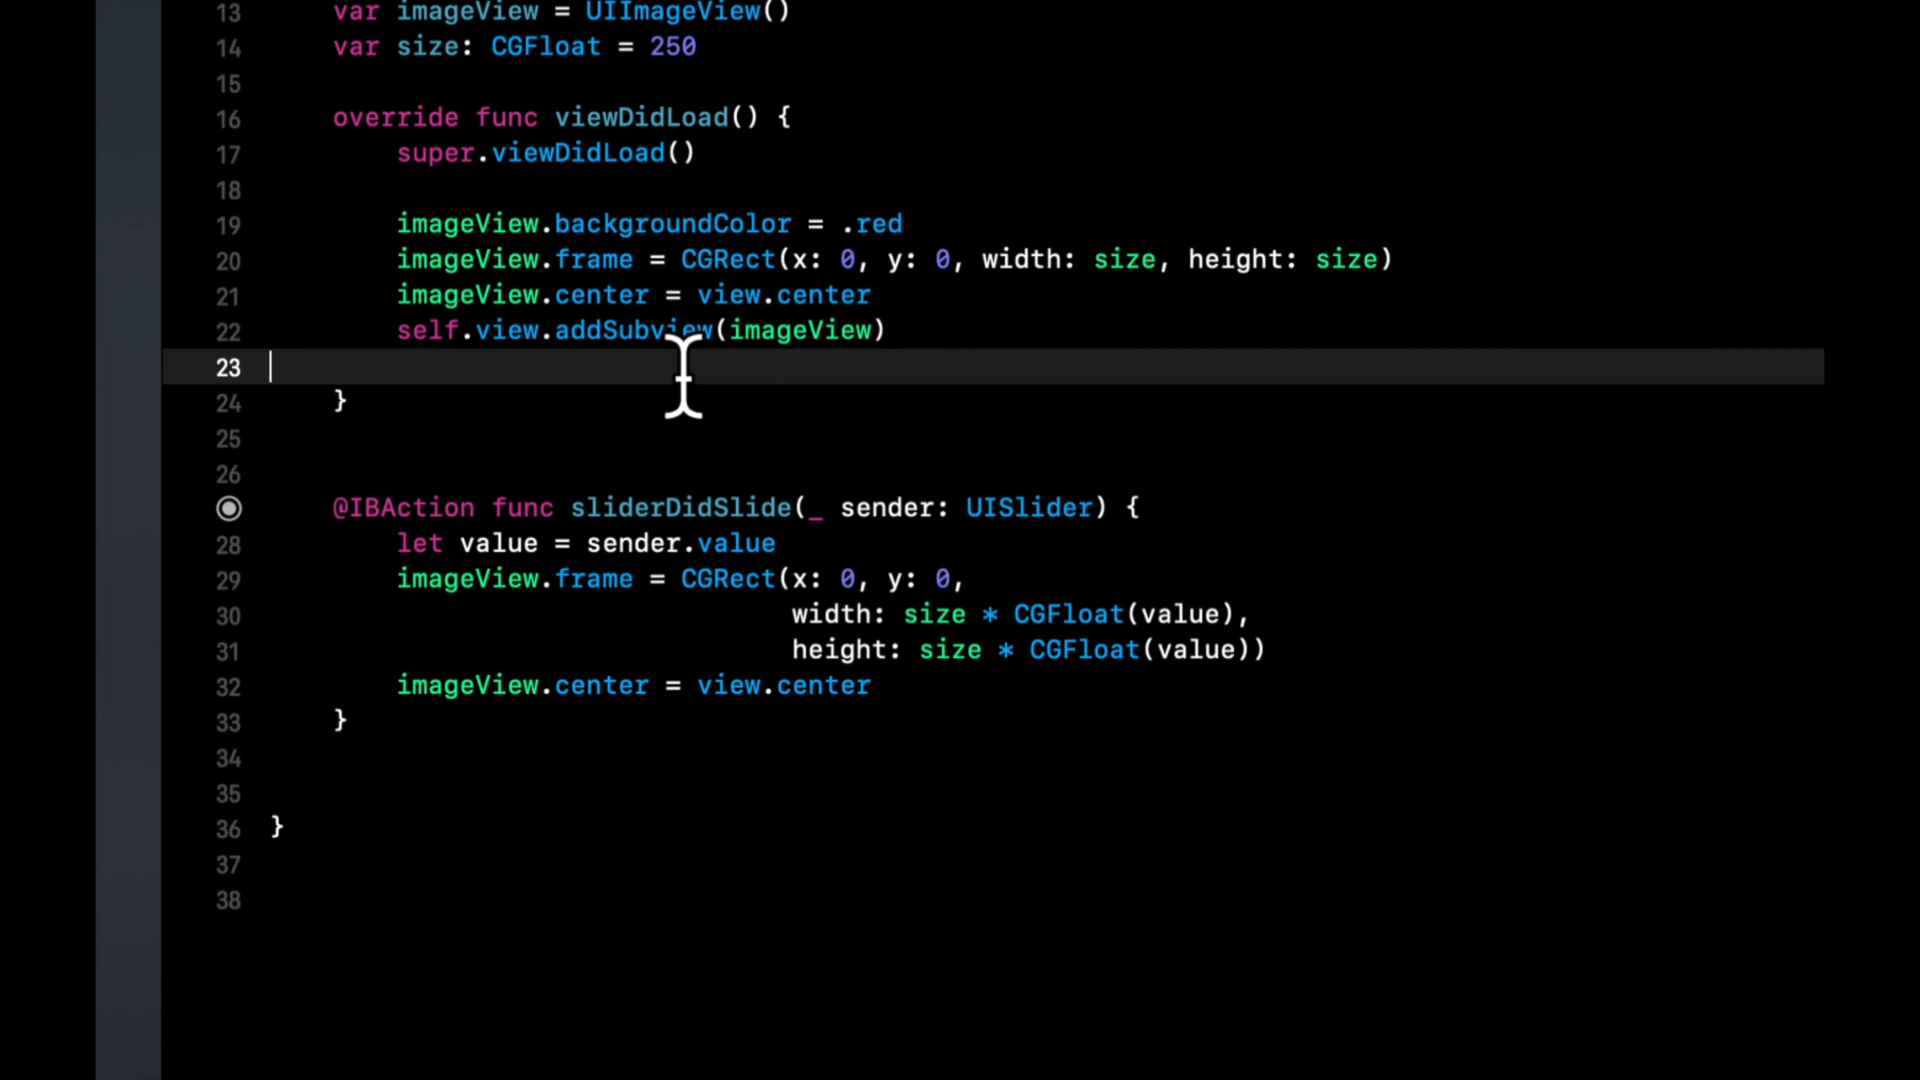 13 var imageView = UIImageView()
14 var size: CGFloat = 250
15
16 override func viewDidLoad() {
17 super.viewDidLoad()
18
19 imageView.backgroundColor = .red
20 imageView.frame = CGRect(x: 0, y: 0, width: size, height: size)
21 imageView.center = view.center
22 self.view.addSubview(imageView)
23
24 }
25
26
@IBAction func sliderDidSlide(_ sender: UISlider) {
28 let value = sender.value
29 imageView.frame = CGRect(x: 0, y: 0,
30 width: size * CGFloat(value),
31 height: size * CGFloat(value))
32 imageView.center = view.center
33 }
34
35
36 }
37
38